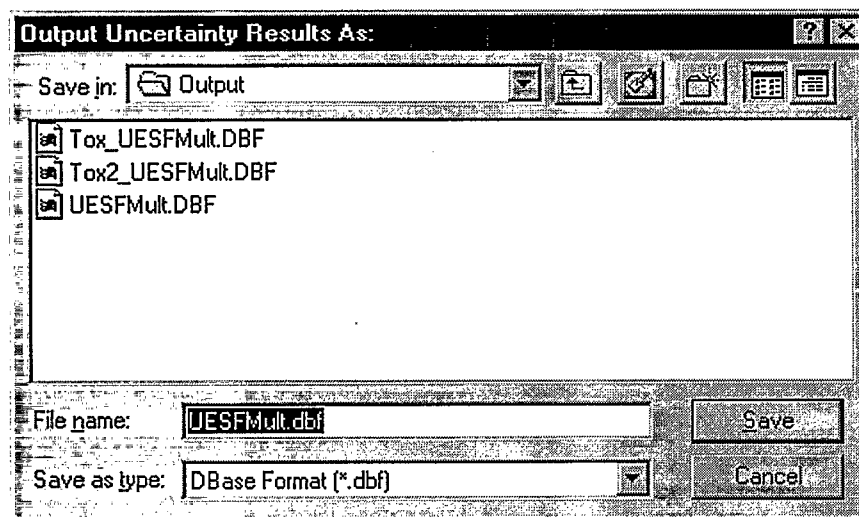 Output Uncertainty Results As:
Save in: Output
Tox_UESFMult.DBF
Tox2_UESFMult.DBF
UESFMult.DBF
File name: UESFMult.dbf
Save
Save as type: DBase Format (*.dbf)
Cancel